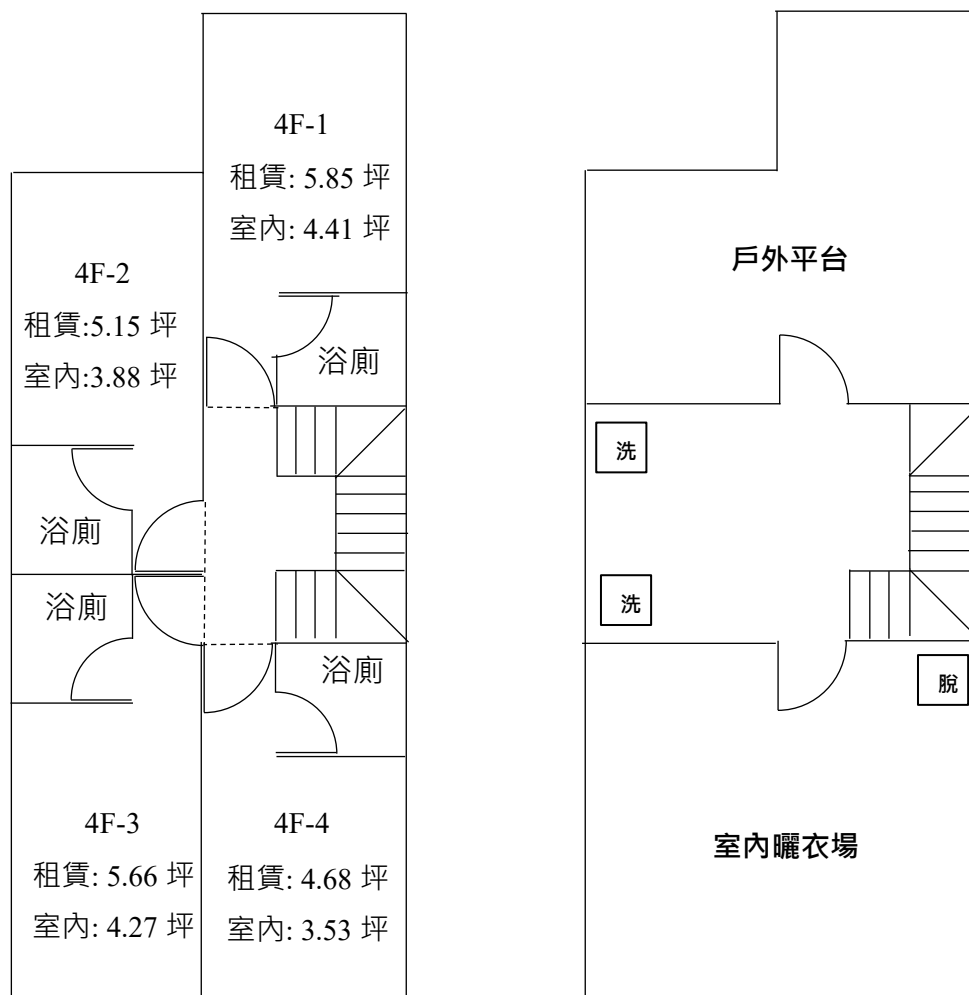 4F-1
租賃: 5.85 坪
室內: 4.41 坪
4F-2
租賃:5.15 坪
室內:3.88 坪
浴廁
浴廁
浴廁
浴廁
4F-3
租賃: 5.66 坪
室內: 4.27 坪
4F-4
租賃: 4.68 坪
室內: 3.53 坪
戶外平台
洗
洗
脫
室內曬衣場